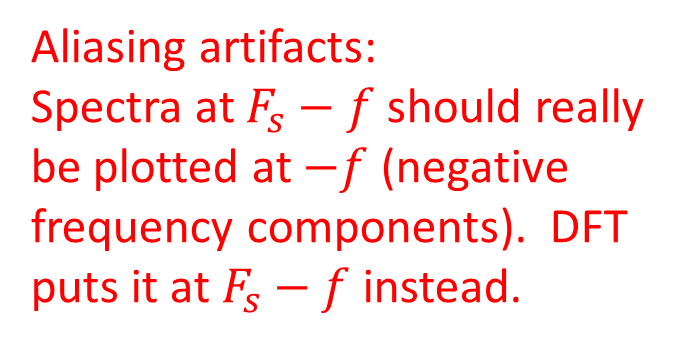 Aliasing artifacts:
Spectra at Fₛ − f should really
be plotted at −f (negative
frequency components).  DFT
puts it at Fₛ − f instead.